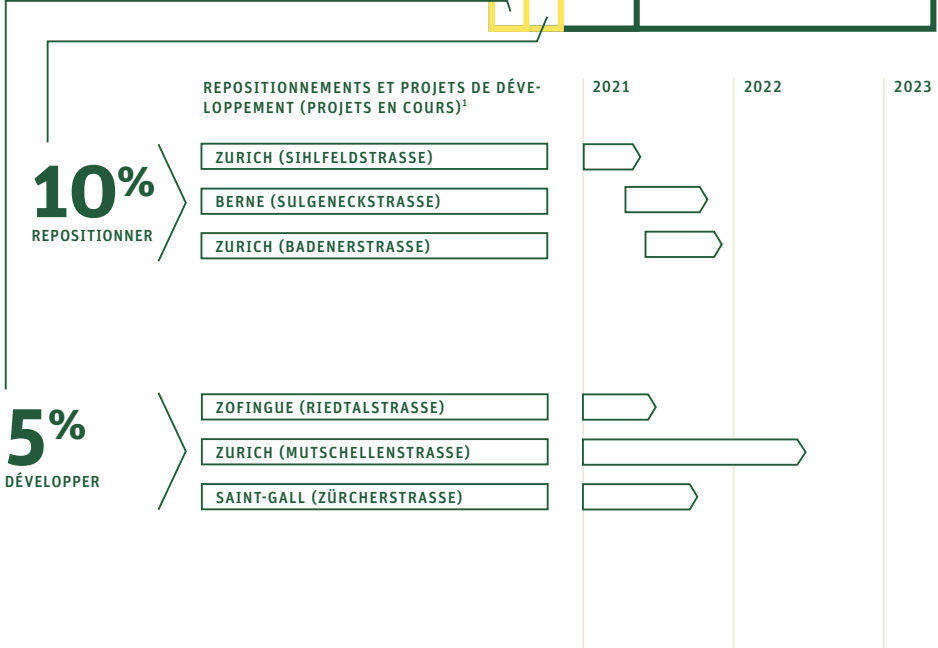 REPOSITIONNEMENTS ET PROJETS DE DÉVE-
LOPPEMENT (PROJETS EN COURS)¹
2021
2022
2023
10%
REPOSITIONNER
ZURICH (SIHLFELDSTRASSE)
BERNE (SULGENECKSTRASSE)
ZURICH (BADENERSTRASSE)
5%
DÉVELOPPER
ZOFINGUE (RIEDTALSTRASSE)
ZURICH (MUTSCHELLENSTRASSE)
SAINT-GALL (ZÜRCHERSTRASSE)